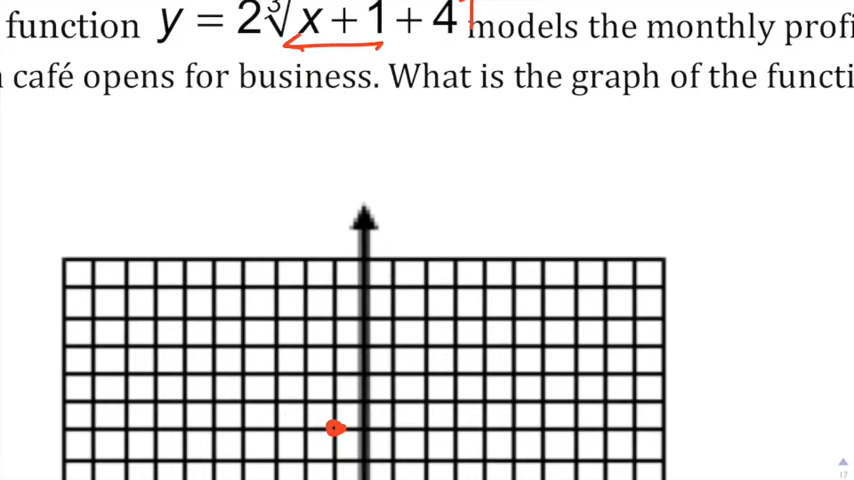 function y = 2∛x + 1 + 4 models the monthly profi
café opens for business. What is the graph of the functi
17